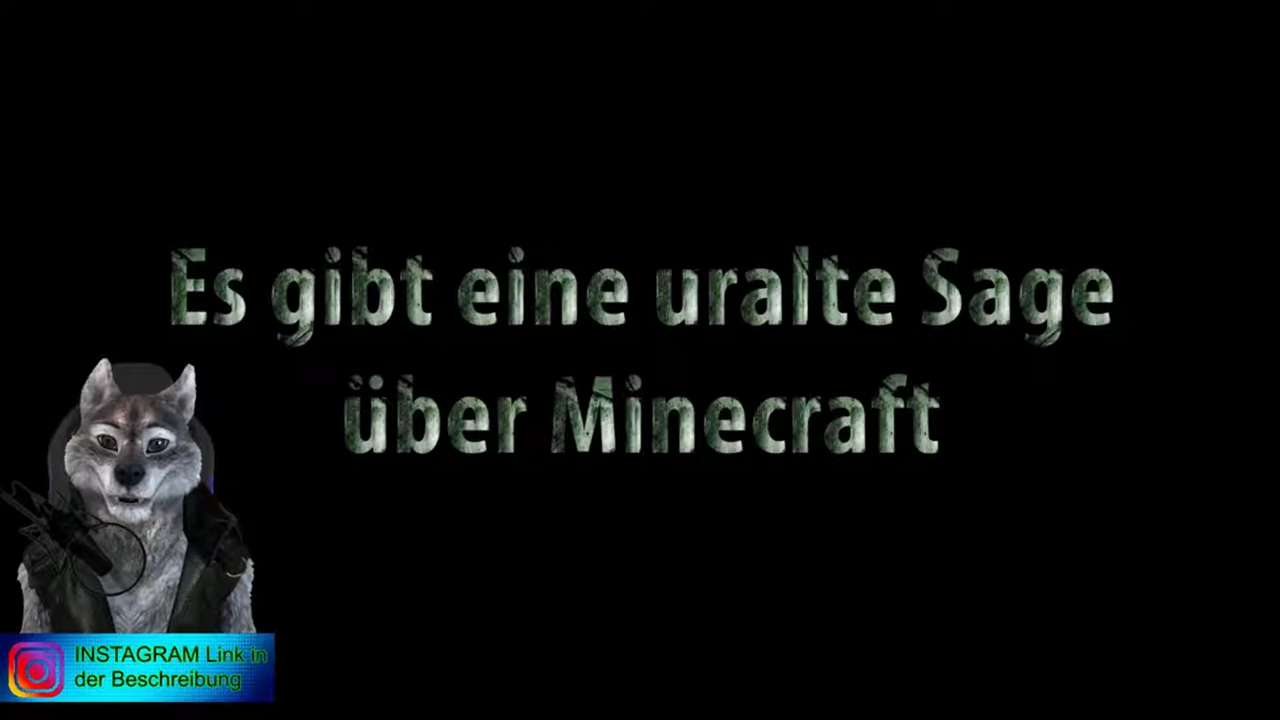 Es gibt eine uralte Sage
über Minecraft
INSTAGRAM Link in
der Beschreibung